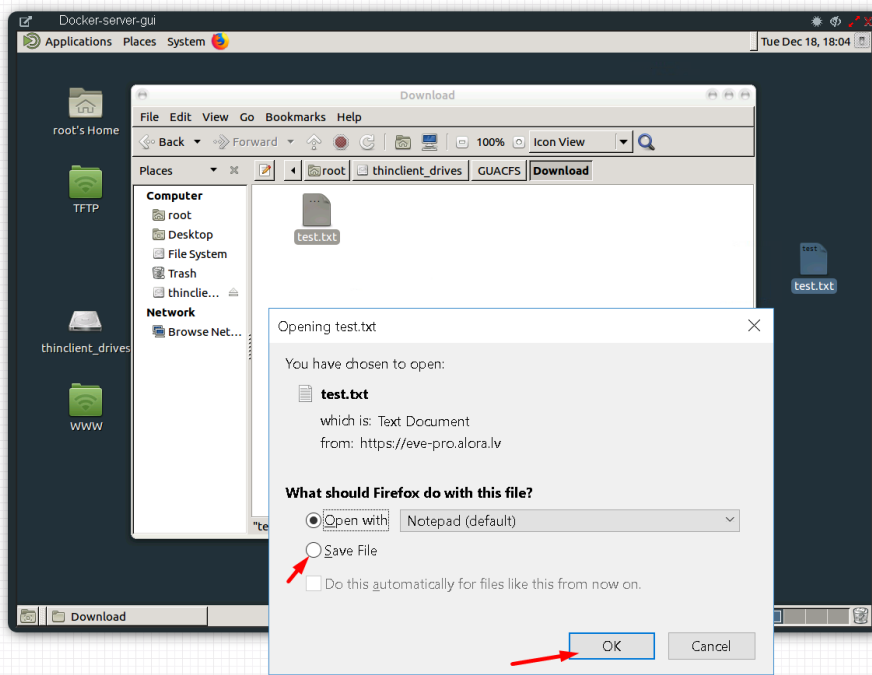 Docker-server-gui
Applications Places System
Tue Dec 18, 18:04
root's Home
TFTP
thinclient_drives
WWW
Download
File Edit View Go Bookmarks Help
Back Forward 100% Icon View
Places root thinclient_drives GUACFS Download
Computer
root
Desktop
File System
Trash
thinclie...
Network
Browse Net...
test.txt
test
test.txt
"te
Opening test.txt
You have chosen to open:
test.txt
which is: Text Document
from: https://eve-pro.alora.lv
What should Firefox do with this file?
Open with Notepad (default)
Save File
Do this automatically for files like this from now on.
OK Cancel
Download